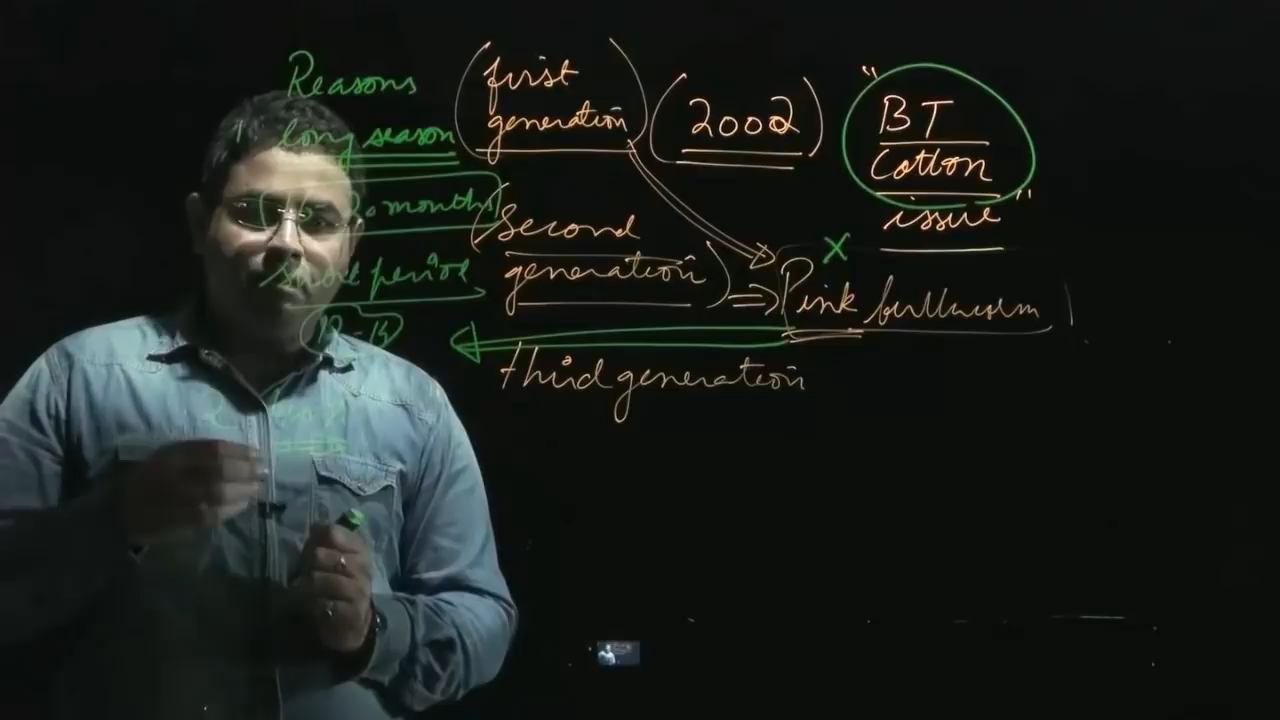 Reasons
long season
months
short period
first
generation
2002
"BT
Cotton
issue"
Second
generation
X
Pink bollworm
third generation